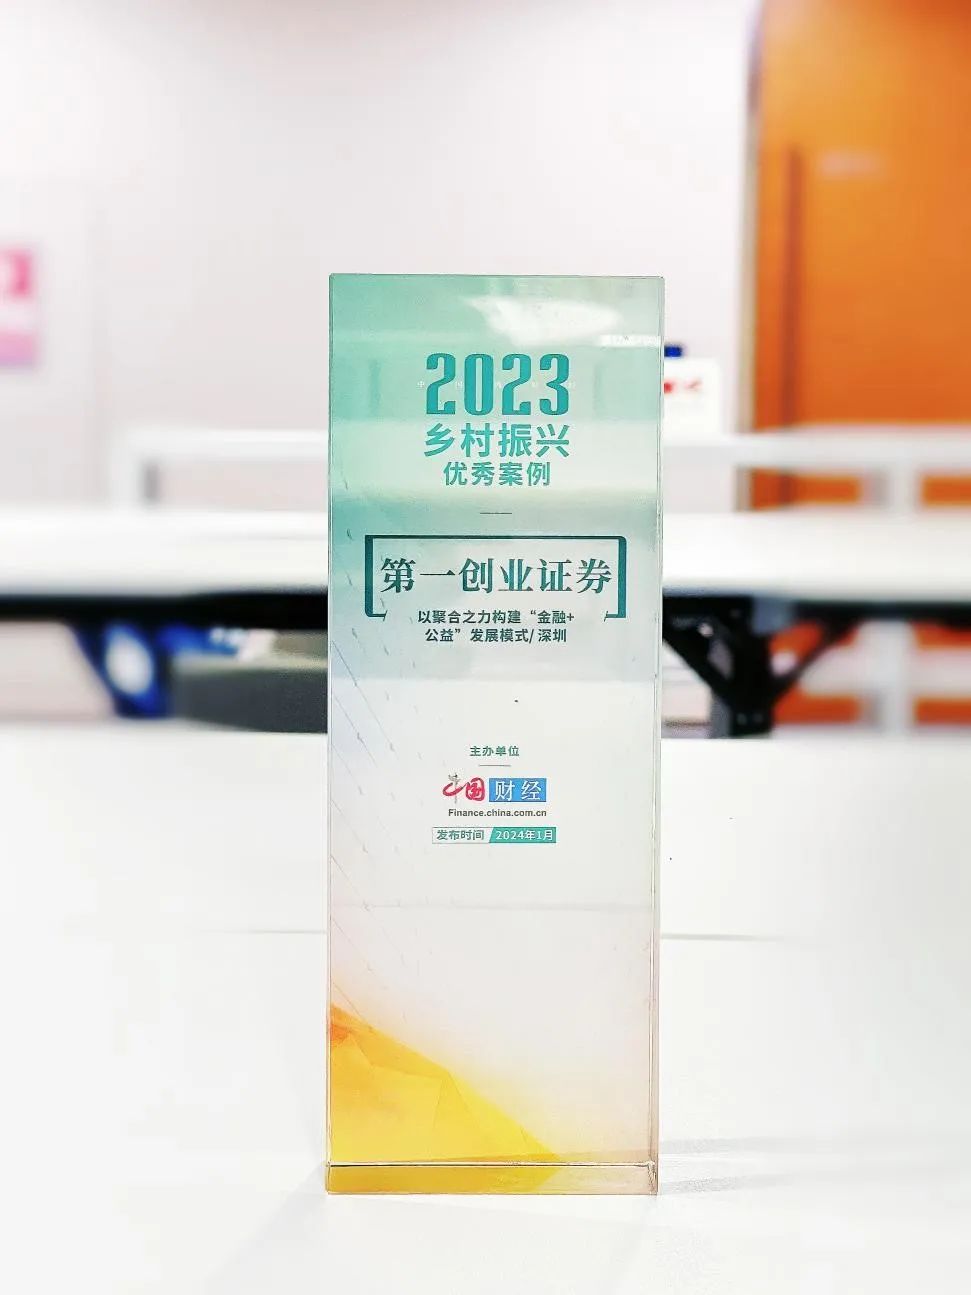 2023
乡村振兴
优秀案例
第一创业证券
以聚合之力构建“金融+
公益”发展模式/ 深圳
主办单位
中国财经
Finance.china.com.cn
发布时间 2024年1月